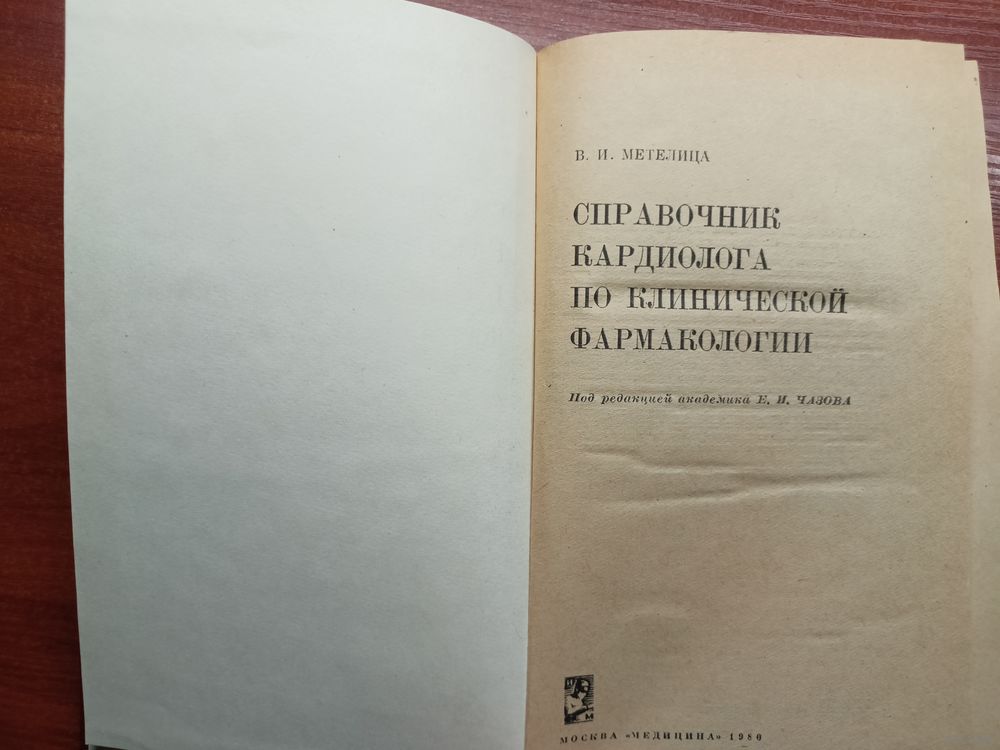 В. И. МЕТЕЛИЦА
СПРАВОЧНИК
КАРДИОЛОГА
ПО КЛИНИЧЕСКОЙ
ФАРМАКОЛОГИИ
Под редакцией академика Е. И. ЧАЗОВА
МОСКВА «МЕДИЦИНА» 1980